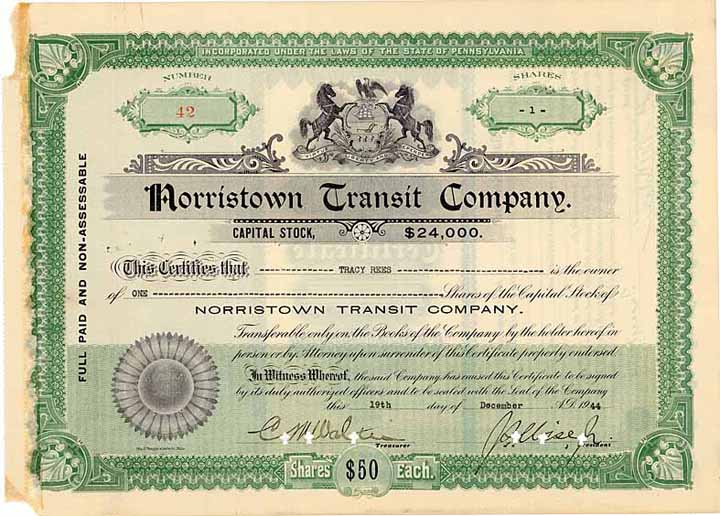 INCORPORATED UNDER THE LAWS OF THE STATE OF PENNSYLVANIA
NUMBER
42
SHARES
-1-
Norristown Transit Company.
CAPITAL STOCK, $24,000.
FULL PAID AND NON-ASSESSABLE
This Certifies that TRACY REES is the owner
of ONE Shares of the Capital Stock of
NORRISTOWN TRANSIT COMPANY.
Transferable only on the Books of the Company by the holder hereof in
person or by Attorney upon surrender of this Certificate properly endorsed.
In Witness Whereof, the said Company has caused this Certificate to be signed
by its duly authorized officers and to be sealed with the Seal of the Company
this 19th day of December A.D. 1944
Treasurer
President
Shares $50 Each.